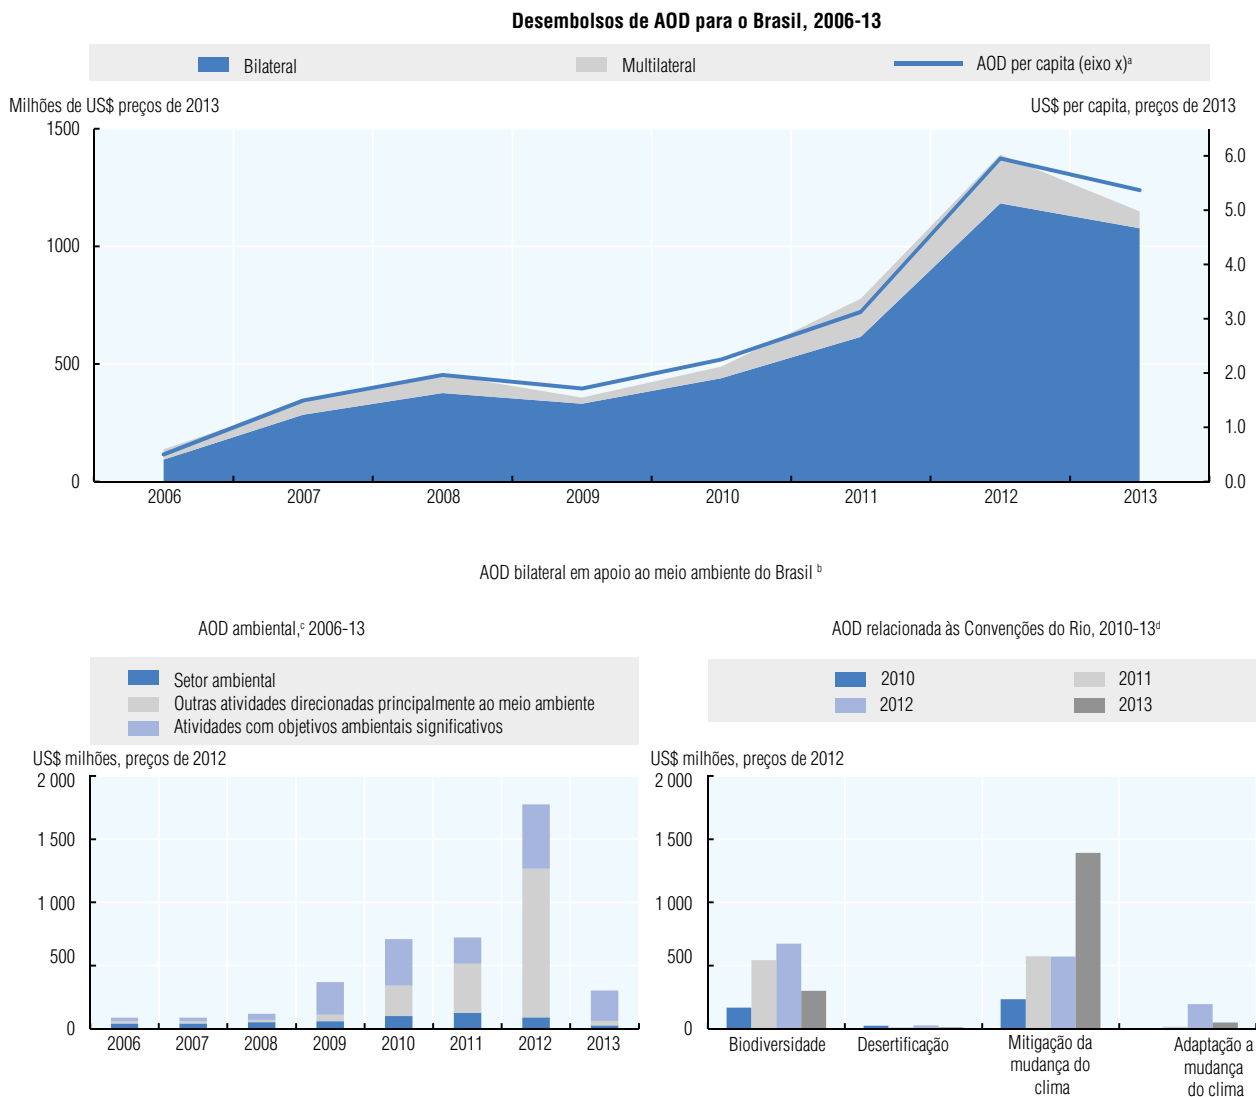 Desembolsos de AOD para o Brasil, 2006-13
Bilateral
Multilateral
AOD per capita (eixo x)ᵃ
Milhões de US$ preços de 2013
US$ per capita, preços de 2013
1500
1000
500
0
6.0
5.0
4.0
3.0
2.0
1.0
0.0
2006 2007 2008 2009 2010 2011 2012 2013
AOD bilateral em apoio ao meio ambiente do Brasil ᵇ
AOD ambiental,ᶜ 2006-13
Setor ambiental
Outras atividades direcionadas principalmente ao meio ambiente
Atividades com objetivos ambientais significativos
US$ milhões, preços de 2012
2 000
1 500
1 000
500
0
2006 2007 2008 2009 2010 2011 2012 2013
AOD relacionada às Convenções do Rio, 2010-13ᵈ
2010
2011
2012
2013
US$ milhões, preços de 2012
2 000
1 500
1 000
500
0
Biodiversidade
Desertificação
Mitigação da
mudança do
clima
Adaptação a
mudança
do clima